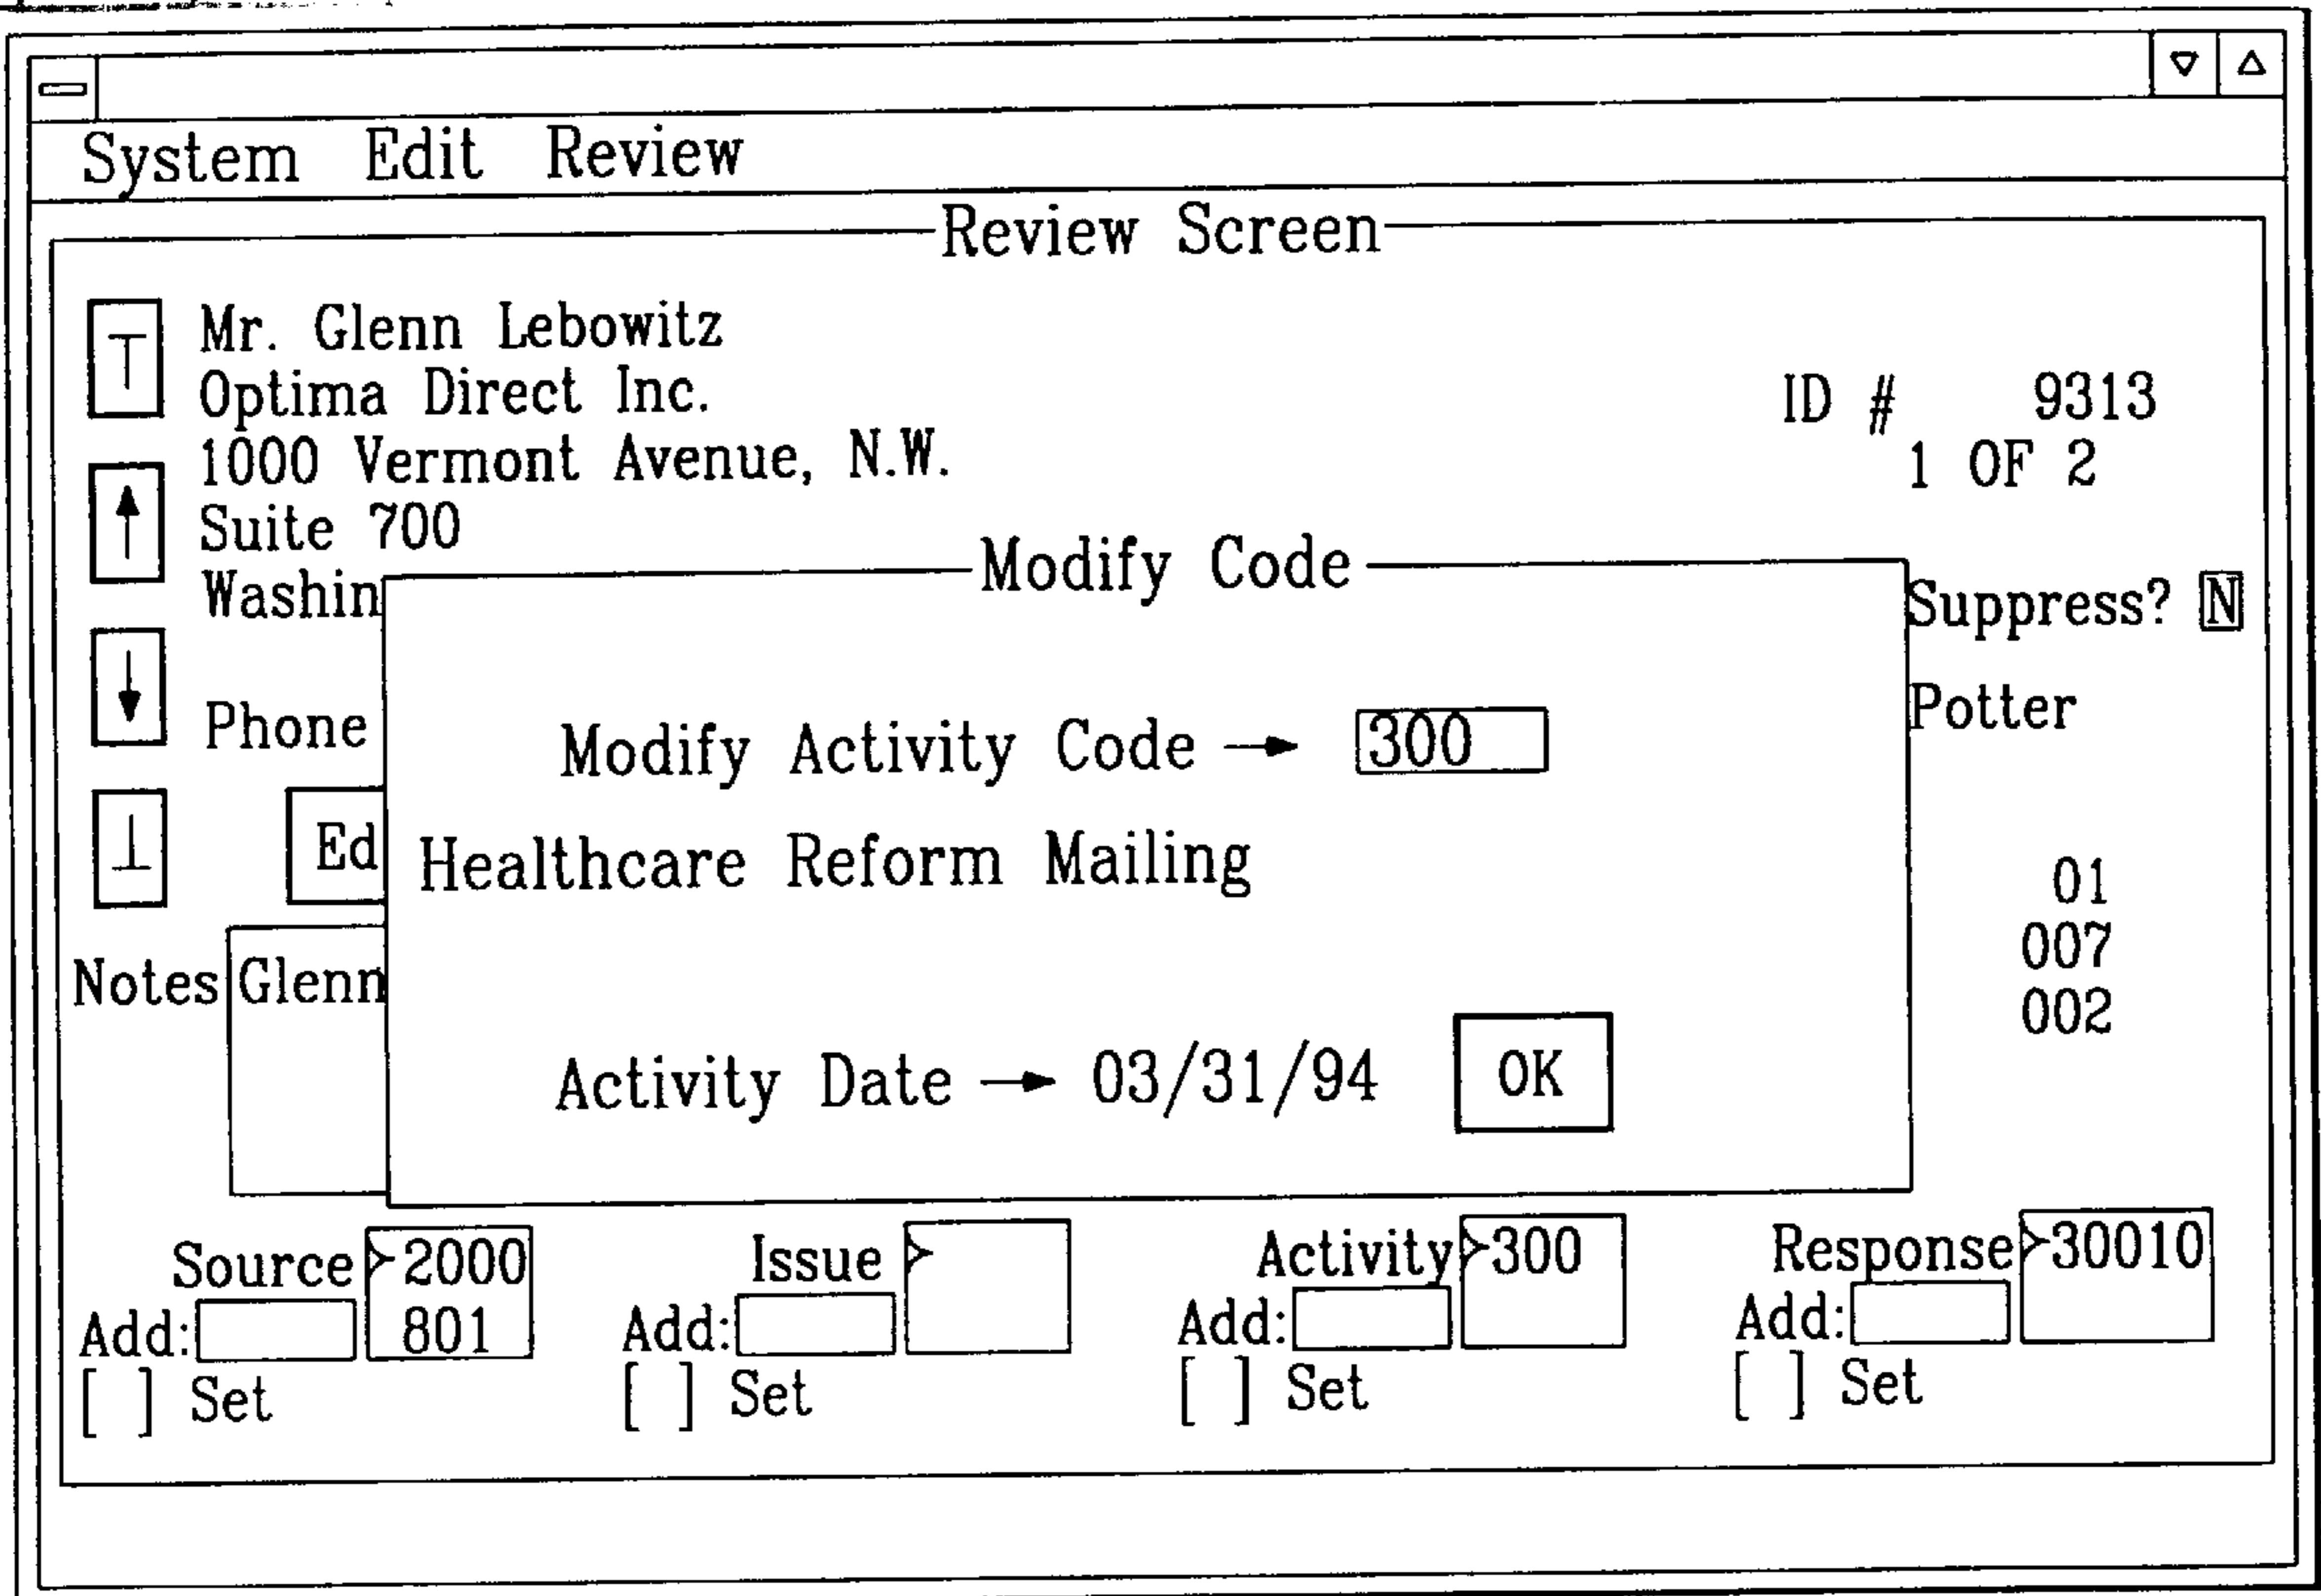 System Edit Review
Review Screen
Mr. Glenn Lebowitz
Optima Direct Inc.
ID # 9313
1000 Vermont Avenue, N.W.
1 OF 2
Suite 700
Modify Code
Washin
Suppress? N
Phone
Modify Activity Code → 300
Potter
Ed
Healthcare Reform Mailing
01
007
Notes Glenn
002
Activity Date → 03/31/94 OK
Source >2000 Issue > Activity >300 Response >30010
Add: 801 Add: Add: Add:
[ ] Set [ ] Set [ ] Set [ ] Set